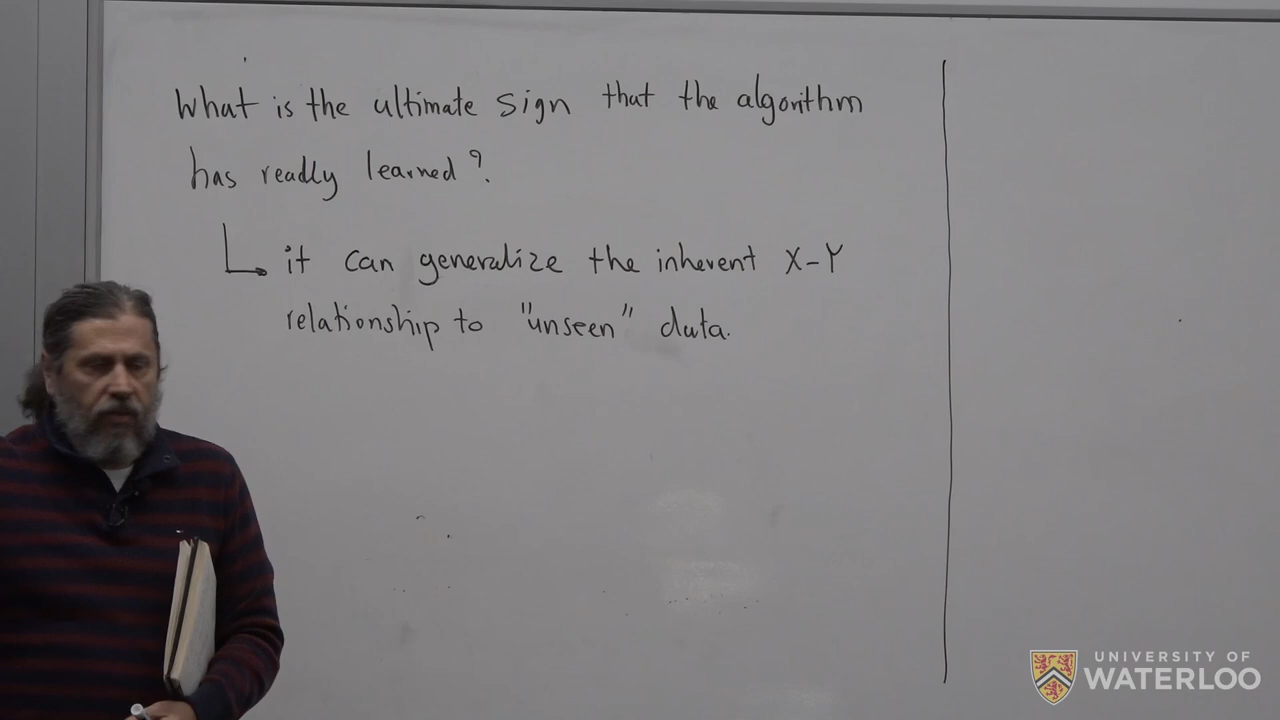 What is the ultimate sign that the algorithm
has really learned?
it can generalize the inherent X-Y
relationship to "unseen" data.
UNIVERSITY OF
WATERLOO